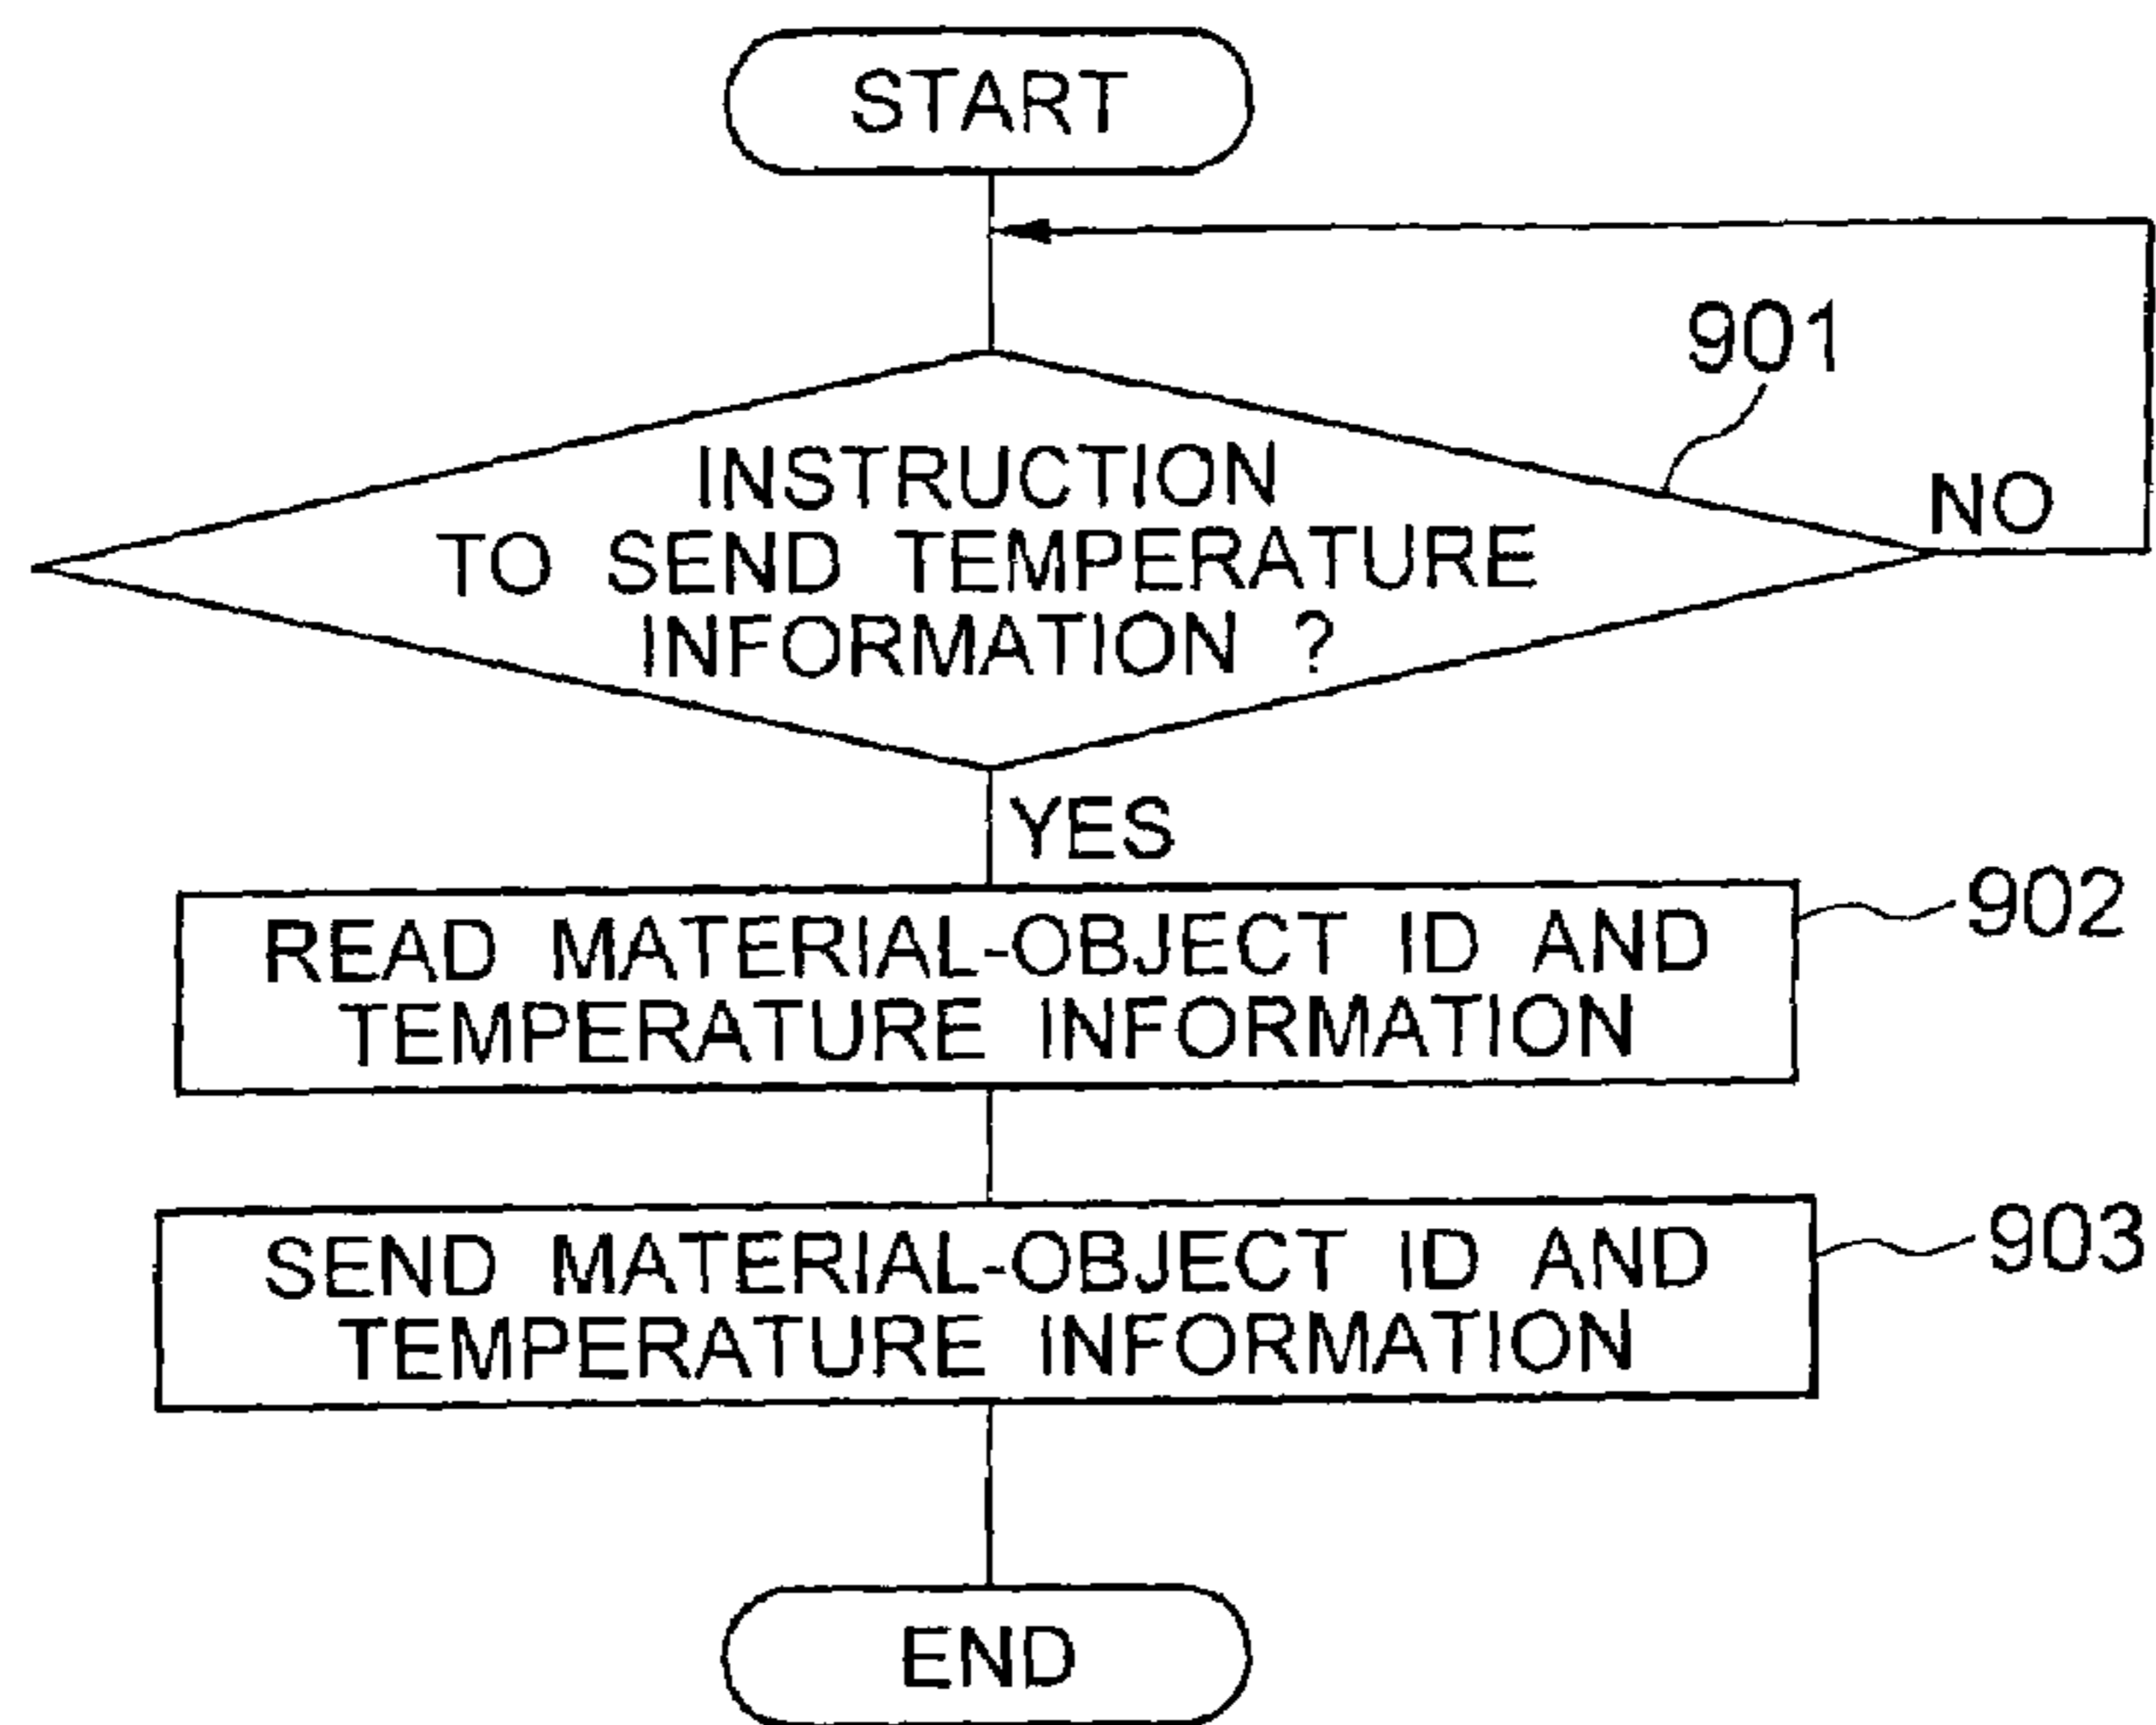 START
901
INSTRUCTION
TO SEND TEMPERATURE
INFORMATION ?
NO
YES
READ MATERIAL-OBJECT ID AND
TEMPERATURE INFORMATION
902
SEND MATERIAL-OBJECT ID AND
TEMPERATURE INFORMATION
903
END